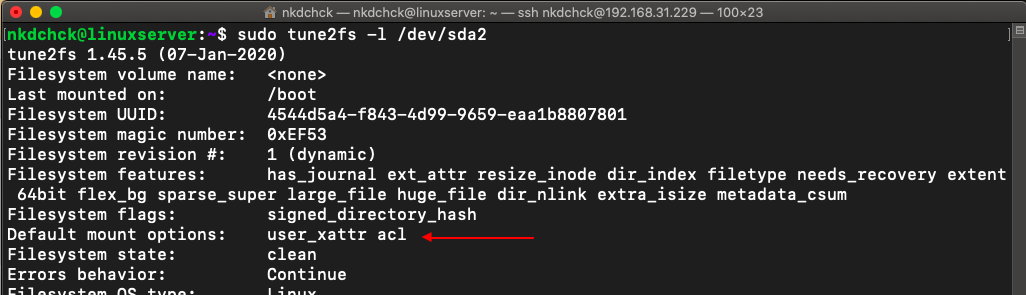 nkdchck — nkdchck@linuxserver: ~ — ssh nkdchck@192.168.31.229 — 100×23
[nkdchck@linuxserver:~$ sudo tune2fs -l /dev/sda2 ]
tune2fs 1.45.5 (07-Jan-2020)
Filesystem volume name:   <none>
Last mounted on:          /boot
Filesystem UUID:          4544d5a4-f843-4d99-9659-eaa1b8807801
Filesystem magic number:  0xEF53
Filesystem revision #:    1 (dynamic)
Filesystem features:      has_journal ext_attr resize_inode dir_index filetype needs_recovery extent
 64bit flex_bg sparse_super large_file huge_file dir_nlink extra_isize metadata_csum
Filesystem flags:         signed_directory_hash
Default mount options:    user_xattr acl
Filesystem state:         clean
Errors behavior:          Continue
Filesystem OS type:       Linux